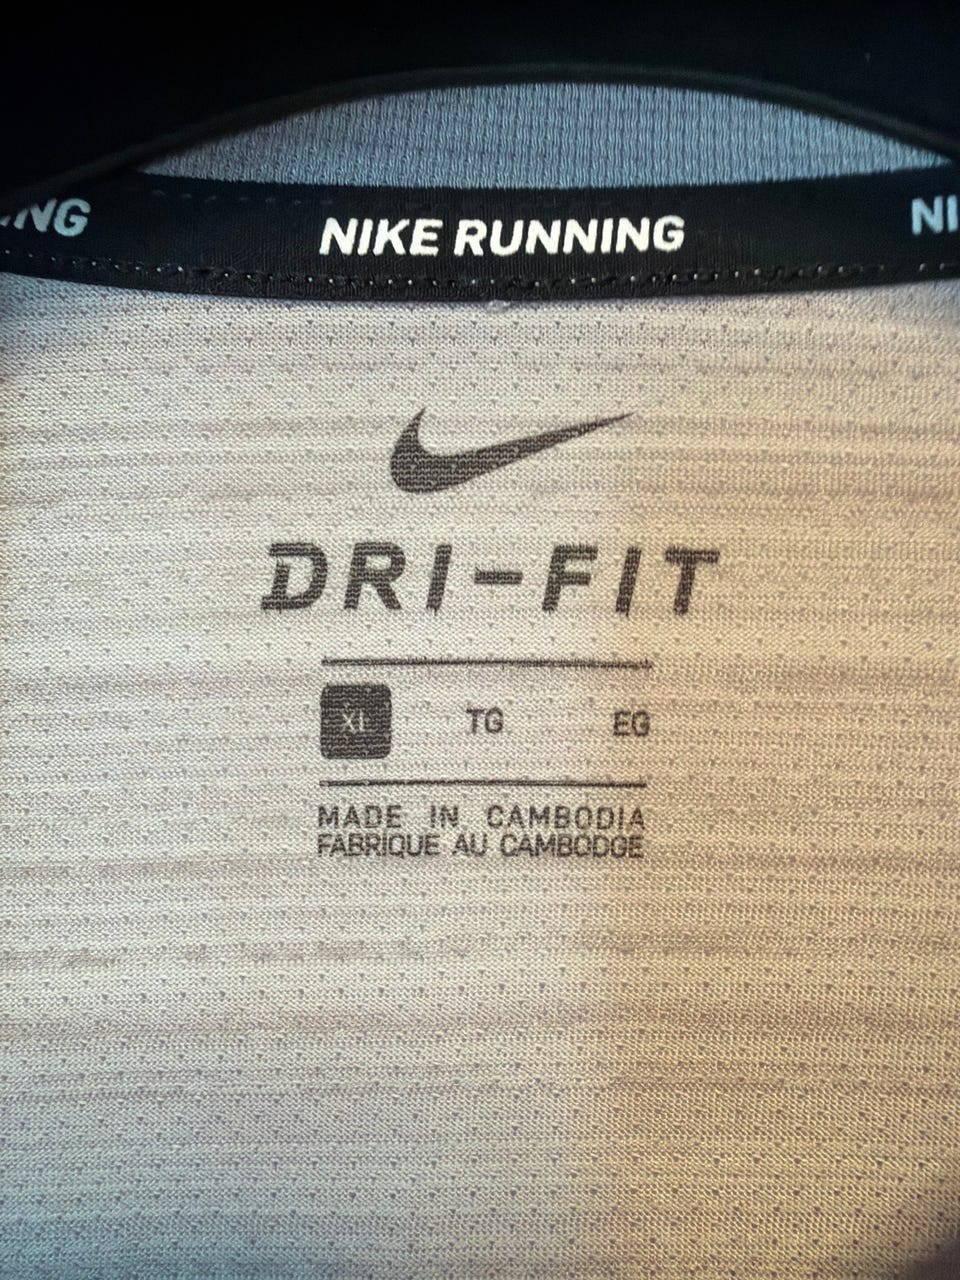 NG NIKE RUNNING NI
DRI-FIT
XL TG EG
MADE IN CAMBODIA
FABRIQUE AU CAMBODGE